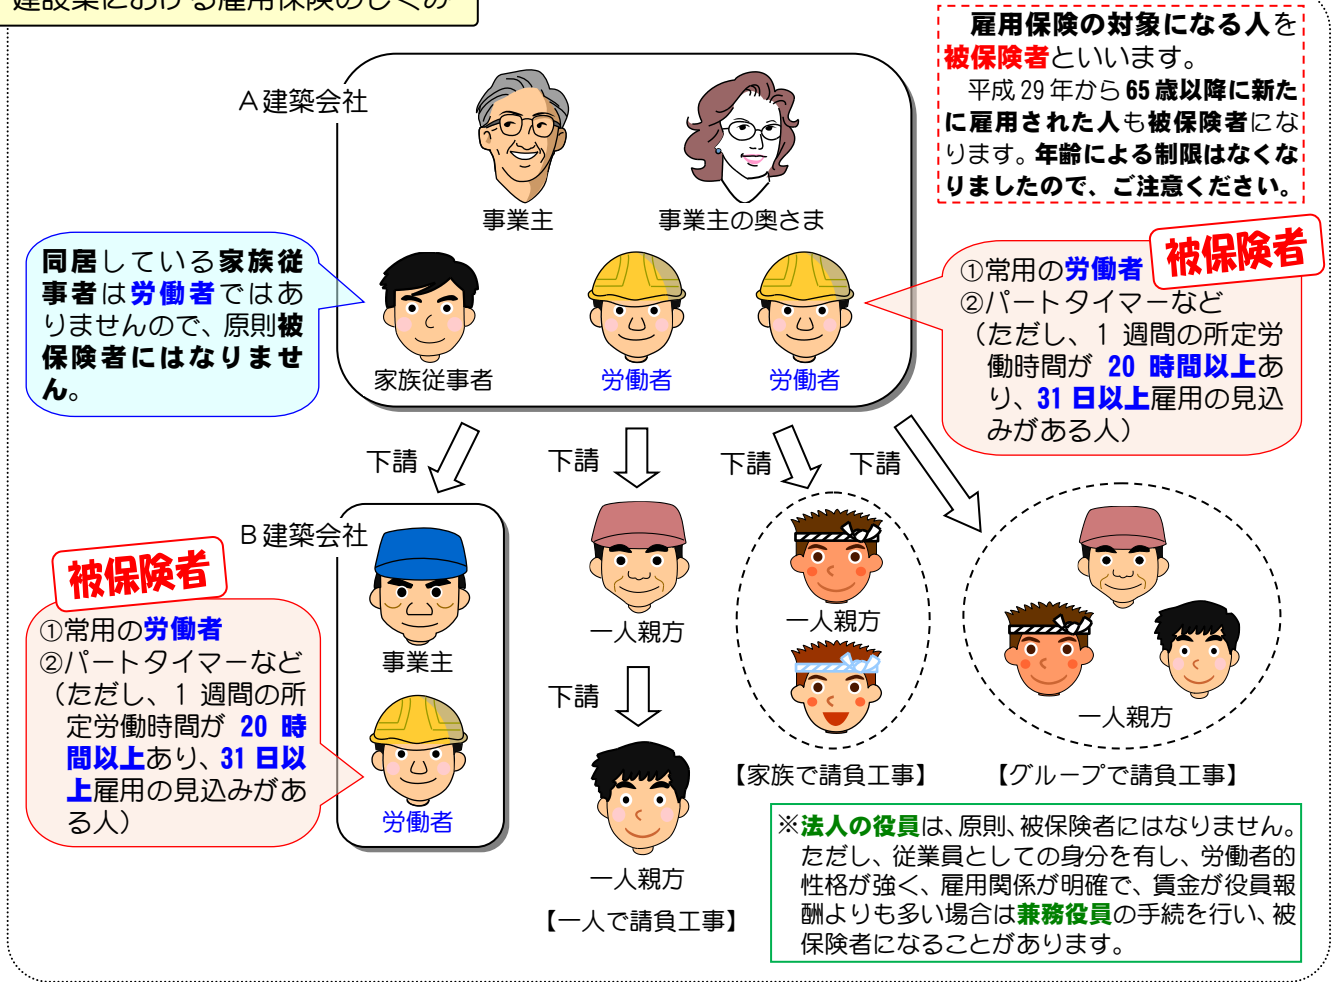 建設業における雇用保険のしくみ
雇用保険の対象になる人を
被保険者といいます。
平成29年から65歳以降に新た
に雇用された人も被保険者にな
ります。年齢による制限はなくな
りましたので、ご注意ください。
A建築会社
事業主
事業主の奥さま
同居している家族従
事者は労働者ではあ
りませんので、原則被
保険者にはなりませ
ん。
家族従事者
労働者
労働者
被保険者
①常用の労働者
②パートタイマーなど
（ただし、1 週間の所定労
働時間が 20 時間以上あ
り、31日以上雇用の見込
みがある人）
下請
下請
下請
下請
B建築会社
事業主
労働者
被保険者
①常用の労働者
②パートタイマーなど
（ただし、1 週間の所
定労働時間が 20 時
間以上あり、31日以
上雇用の見込みがあ
る人）
一人親方
下請
一人親方
【一人で請負工事】
一人親方
【家族で請負工事】
一人親方
【グループで請負工事】
※法人の役員は、原則、被保険者にはなりません。
ただし、従業員としての身分を有し、労働者的
性格が強く、雇用関係が明確で、賃金が役員報
酬よりも多い場合は兼務役員の手続を行い、被
保険者になることがあります。